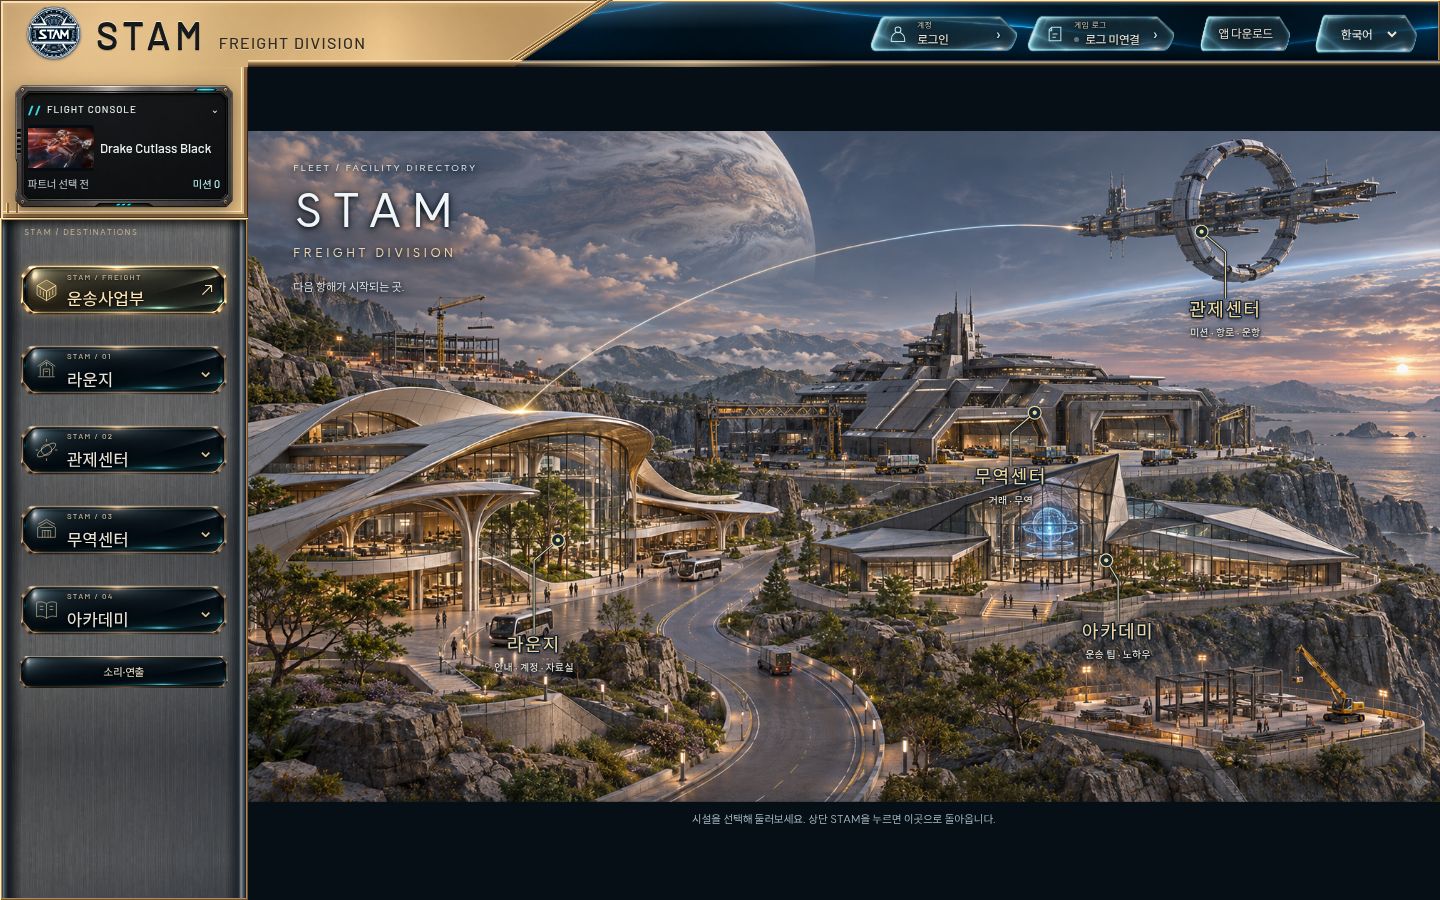 STAM
STAM FREIGHT DIVISION
계정
로그인
게임 로그
로그 미연결
앱 다운로드
한국어
// FLIGHT CONSOLE
Drake Cutlass Black
파트너 선택 전
미션 0
STAM / DESTINATIONS
STAM / FREIGHT
운송사업부
STAM / 01
라운지
STAM / 02
관제센터
STAM / 03
무역센터
STAM / 04
아카데미
소리·연출
FLEET / FACILITY DIRECTORY
STAM
FREIGHT DIVISION
다음 항해가 시작되는 곳.
관제센터
미션 · 항로 · 운항
무역센터
거래 · 무역
라운지
안내 · 계정 · 자료실
아카데미
운송 팁 · 노하우
시설을 선택해 둘러보세요. 상단 STAM을 누르면 이곳으로 돌아옵니다.